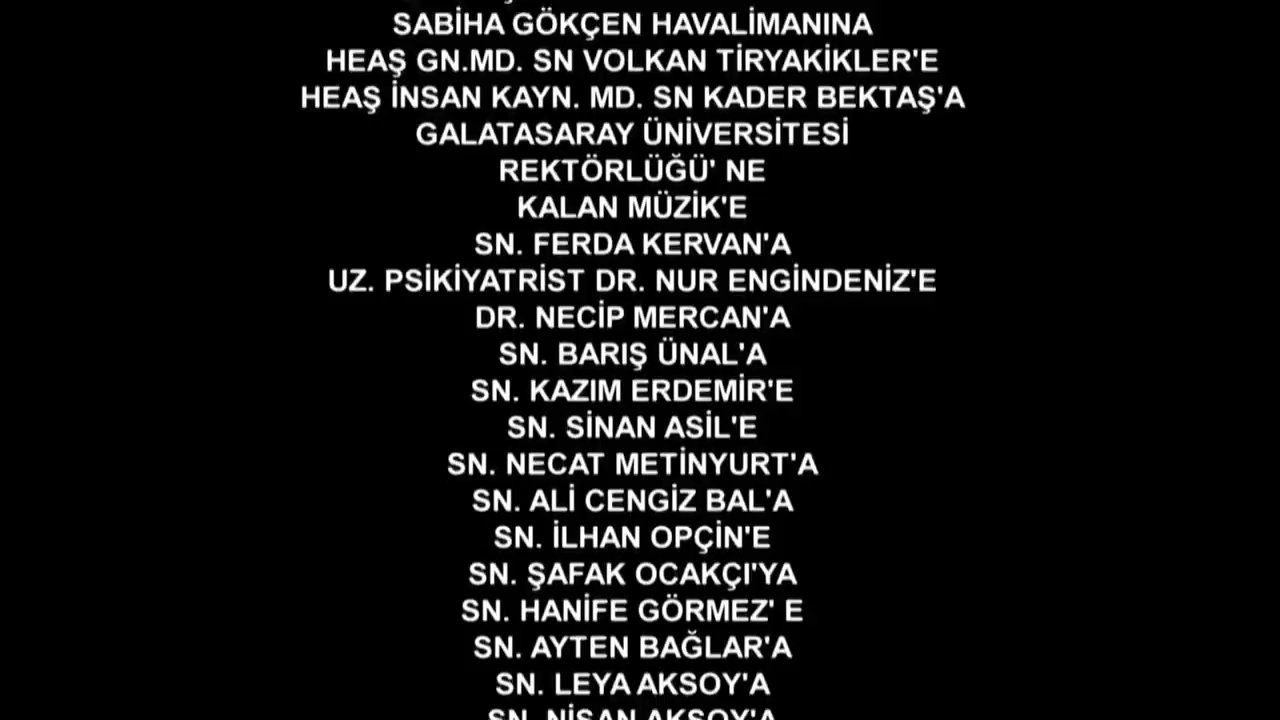 SABİHA GÖKÇEN HAVALİMANINA
HEAŞ GN.MD. SN VOLKAN TİRYAKİKLER'E
HEAŞ İNSAN KAYN. MD. SN KADER BEKTAŞ'A
GALATASARAY ÜNİVERSİTESİ
REKTÖRLÜĞÜ' NE
KALAN MÜZİK'E
SN. FERDA KERVAN'A
UZ. PSİKİYATRİST DR. NUR ENGİNDENİZ'E
DR. NECİP MERCAN'A
SN. BARIŞ ÜNAL'A
SN. KAZIM ERDEMİR'E
SN. SİNAN ASİL'E
SN. NECAT METİNYURT'A
SN. ALİ CENGİZ BAL'A
SN. İLHAN OPÇİN'E
SN. ŞAFAK OCAKÇI'YA
SN. HANİFE GÖRMEZ' E
SN. AYTEN BAĞLAR'A
SN. LEYA AKSOY'A
SN. NİSAN AKSOY'A